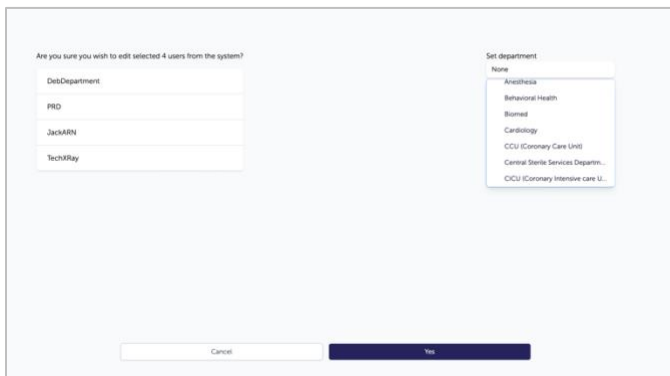 Are you sure you wish to edit selected 4 users from the system?
DebDepartment
PRD
JackARN
TechXRay
Set department
None
Anesthesia
Behavioral Health
Biomed
Cardiology
CCU (Coronary Care Unit)
Central Sterile Services Departm...
CICU (Coronary Intensive care U...
Cancel
Yes